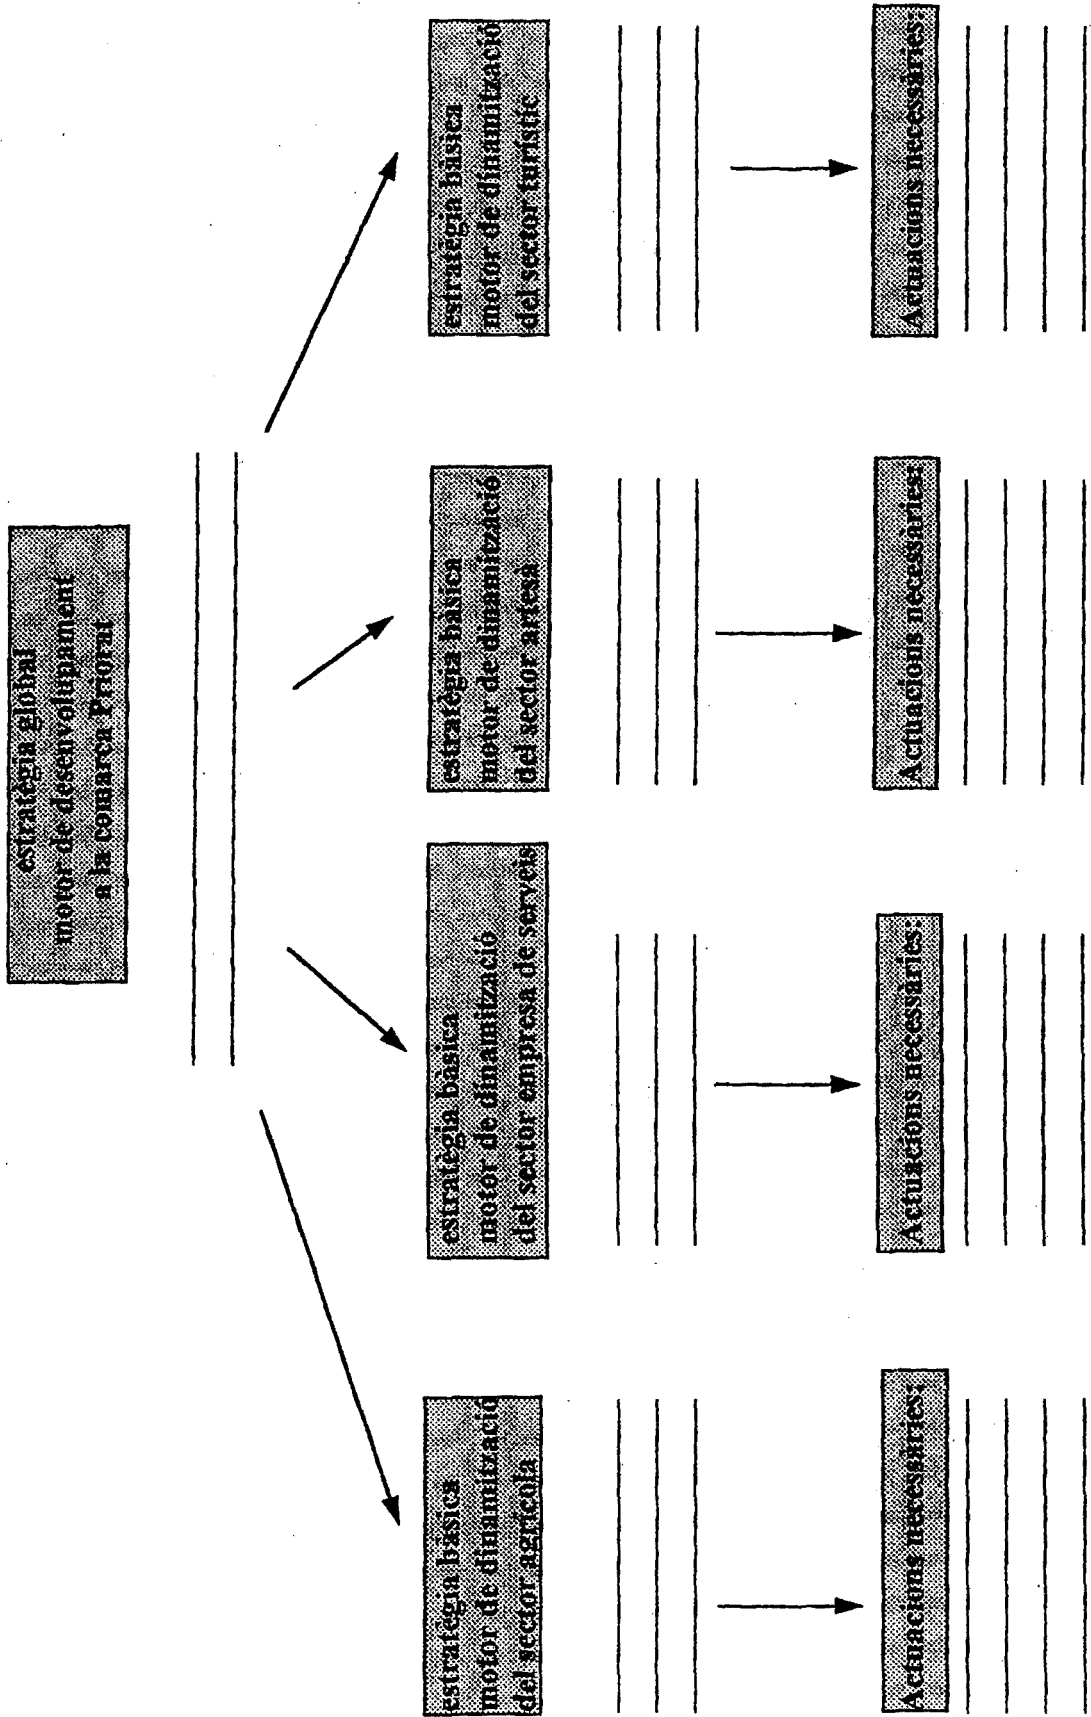 estratègia global
motor de desenvolupament
a la comarca Priorat
estratègia bàsica
motor de dinamització
del sector agrícola
estratègia bàsica
motor de dinamització
del sector empresa de serveis
estratègia bàsica
motor de dinamització
del sector artesà
estratègia bàsica
motor de dinamització
del sector turístic
Actuacions necessàries:
Actuacions necessàries:
Actuacions necessàries:
Actuacions necessàries: